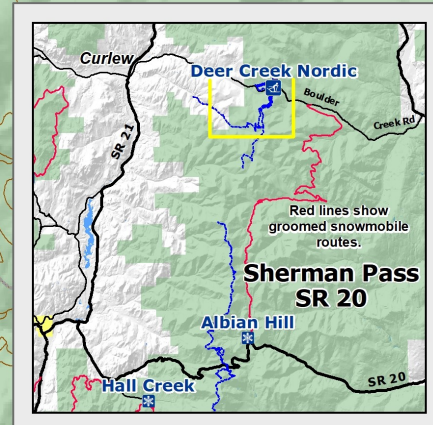 Curlew
Deer Creek Nordic
Boulder
Creek Rd
SR 21
Red lines show
groomed snowmobile
routes.
Sherman Pass
SR 20
Albian Hill
Hall Creek
SR 20